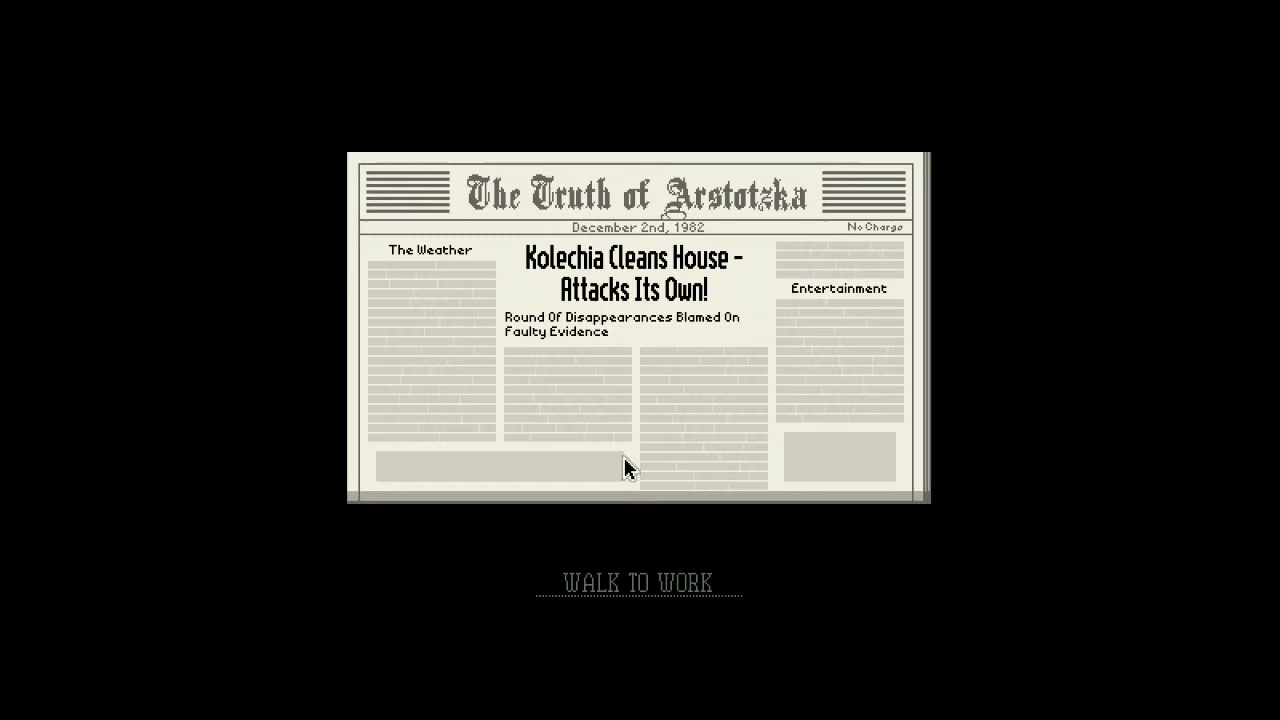 The Truth of Arstotzka
December 2nd, 1982
No Charge
The Weather
Kolechia Cleans House -
Attacks Its Own!
Round Of Disappearances Blamed On
Faulty Evidence
Entertainment
WALK TO WORK